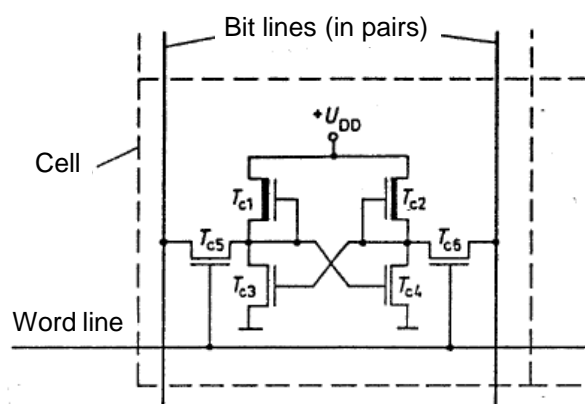 Bit lines (in pairs)
+U_DD
Cell
T_c1
T_c2
T_c5
T_c6
T_c3
T_c4
Word line